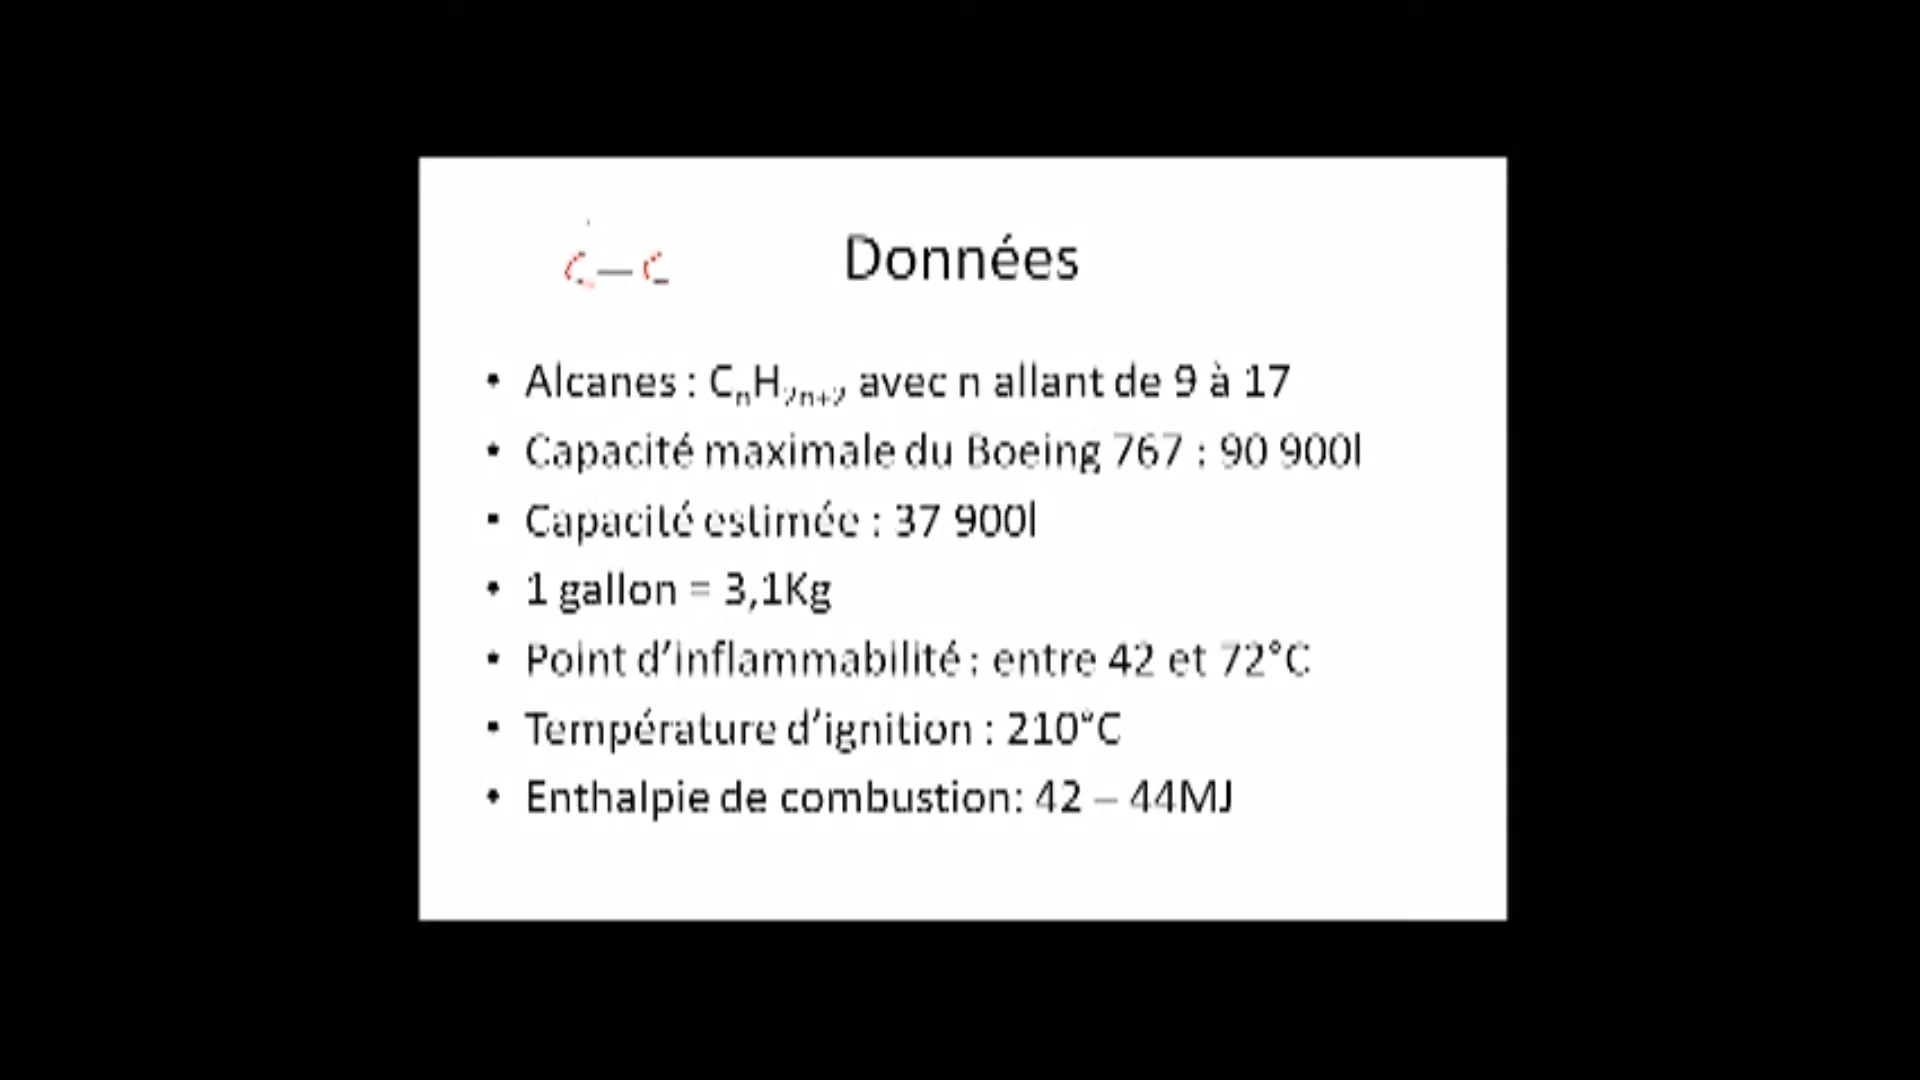 C – C
Données
• Alcanes : CₙH₂ₙ₊₂ avec n allant de 9 à 17
• Capacité maximale du Boeing 767 : 90 900l
• Capacité estimée : 37 900l
• 1 gallon = 3,1Kg
• Point d’inflammabilité : entre 42 et 72°C
• Température d’ignition : 210°C
• Enthalpie de combustion: 42 – 44MJ